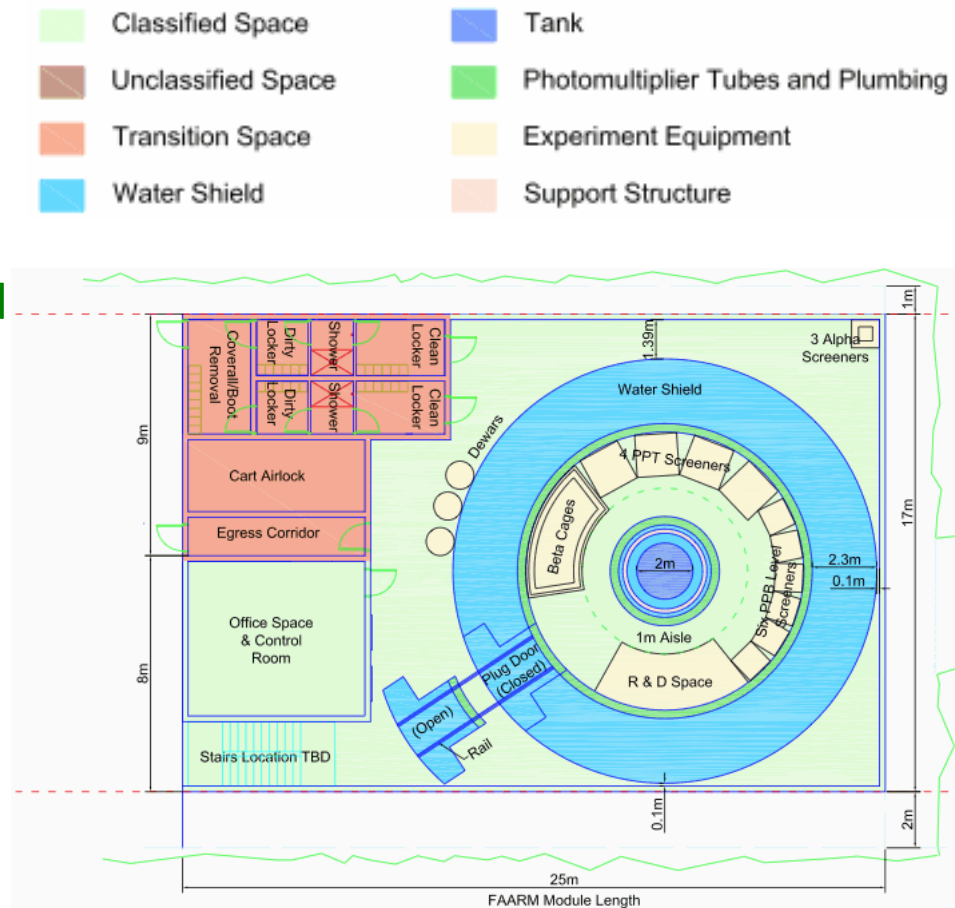 Classified Space
Unclassified Space
Transition Space
Water Shield
Tank
Photomultiplier Tubes and Plumbing
Experiment Equipment
Support Structure
1m
Coverall/Boot
Removal
Dirty
Locker
Shower
Clean
Locker
Dirty
Locker
Shower
Clean
Locker
1.39m
3 Alpha
Screeners
Water Shield
9m
Cart Airlock
Dewars
4 PPT Screeners
17m
Egress Corridor
Beta Cages
2m
2.3m
0.1m
Six PPB Level
Screeners
Office Space
& Control
Room
1m Aisle
8m
Plug Door
(Closed)
R & D Space
(Open)
Rail
Stairs Location TBD
0.1m
2m
25m
FAARM Module Length